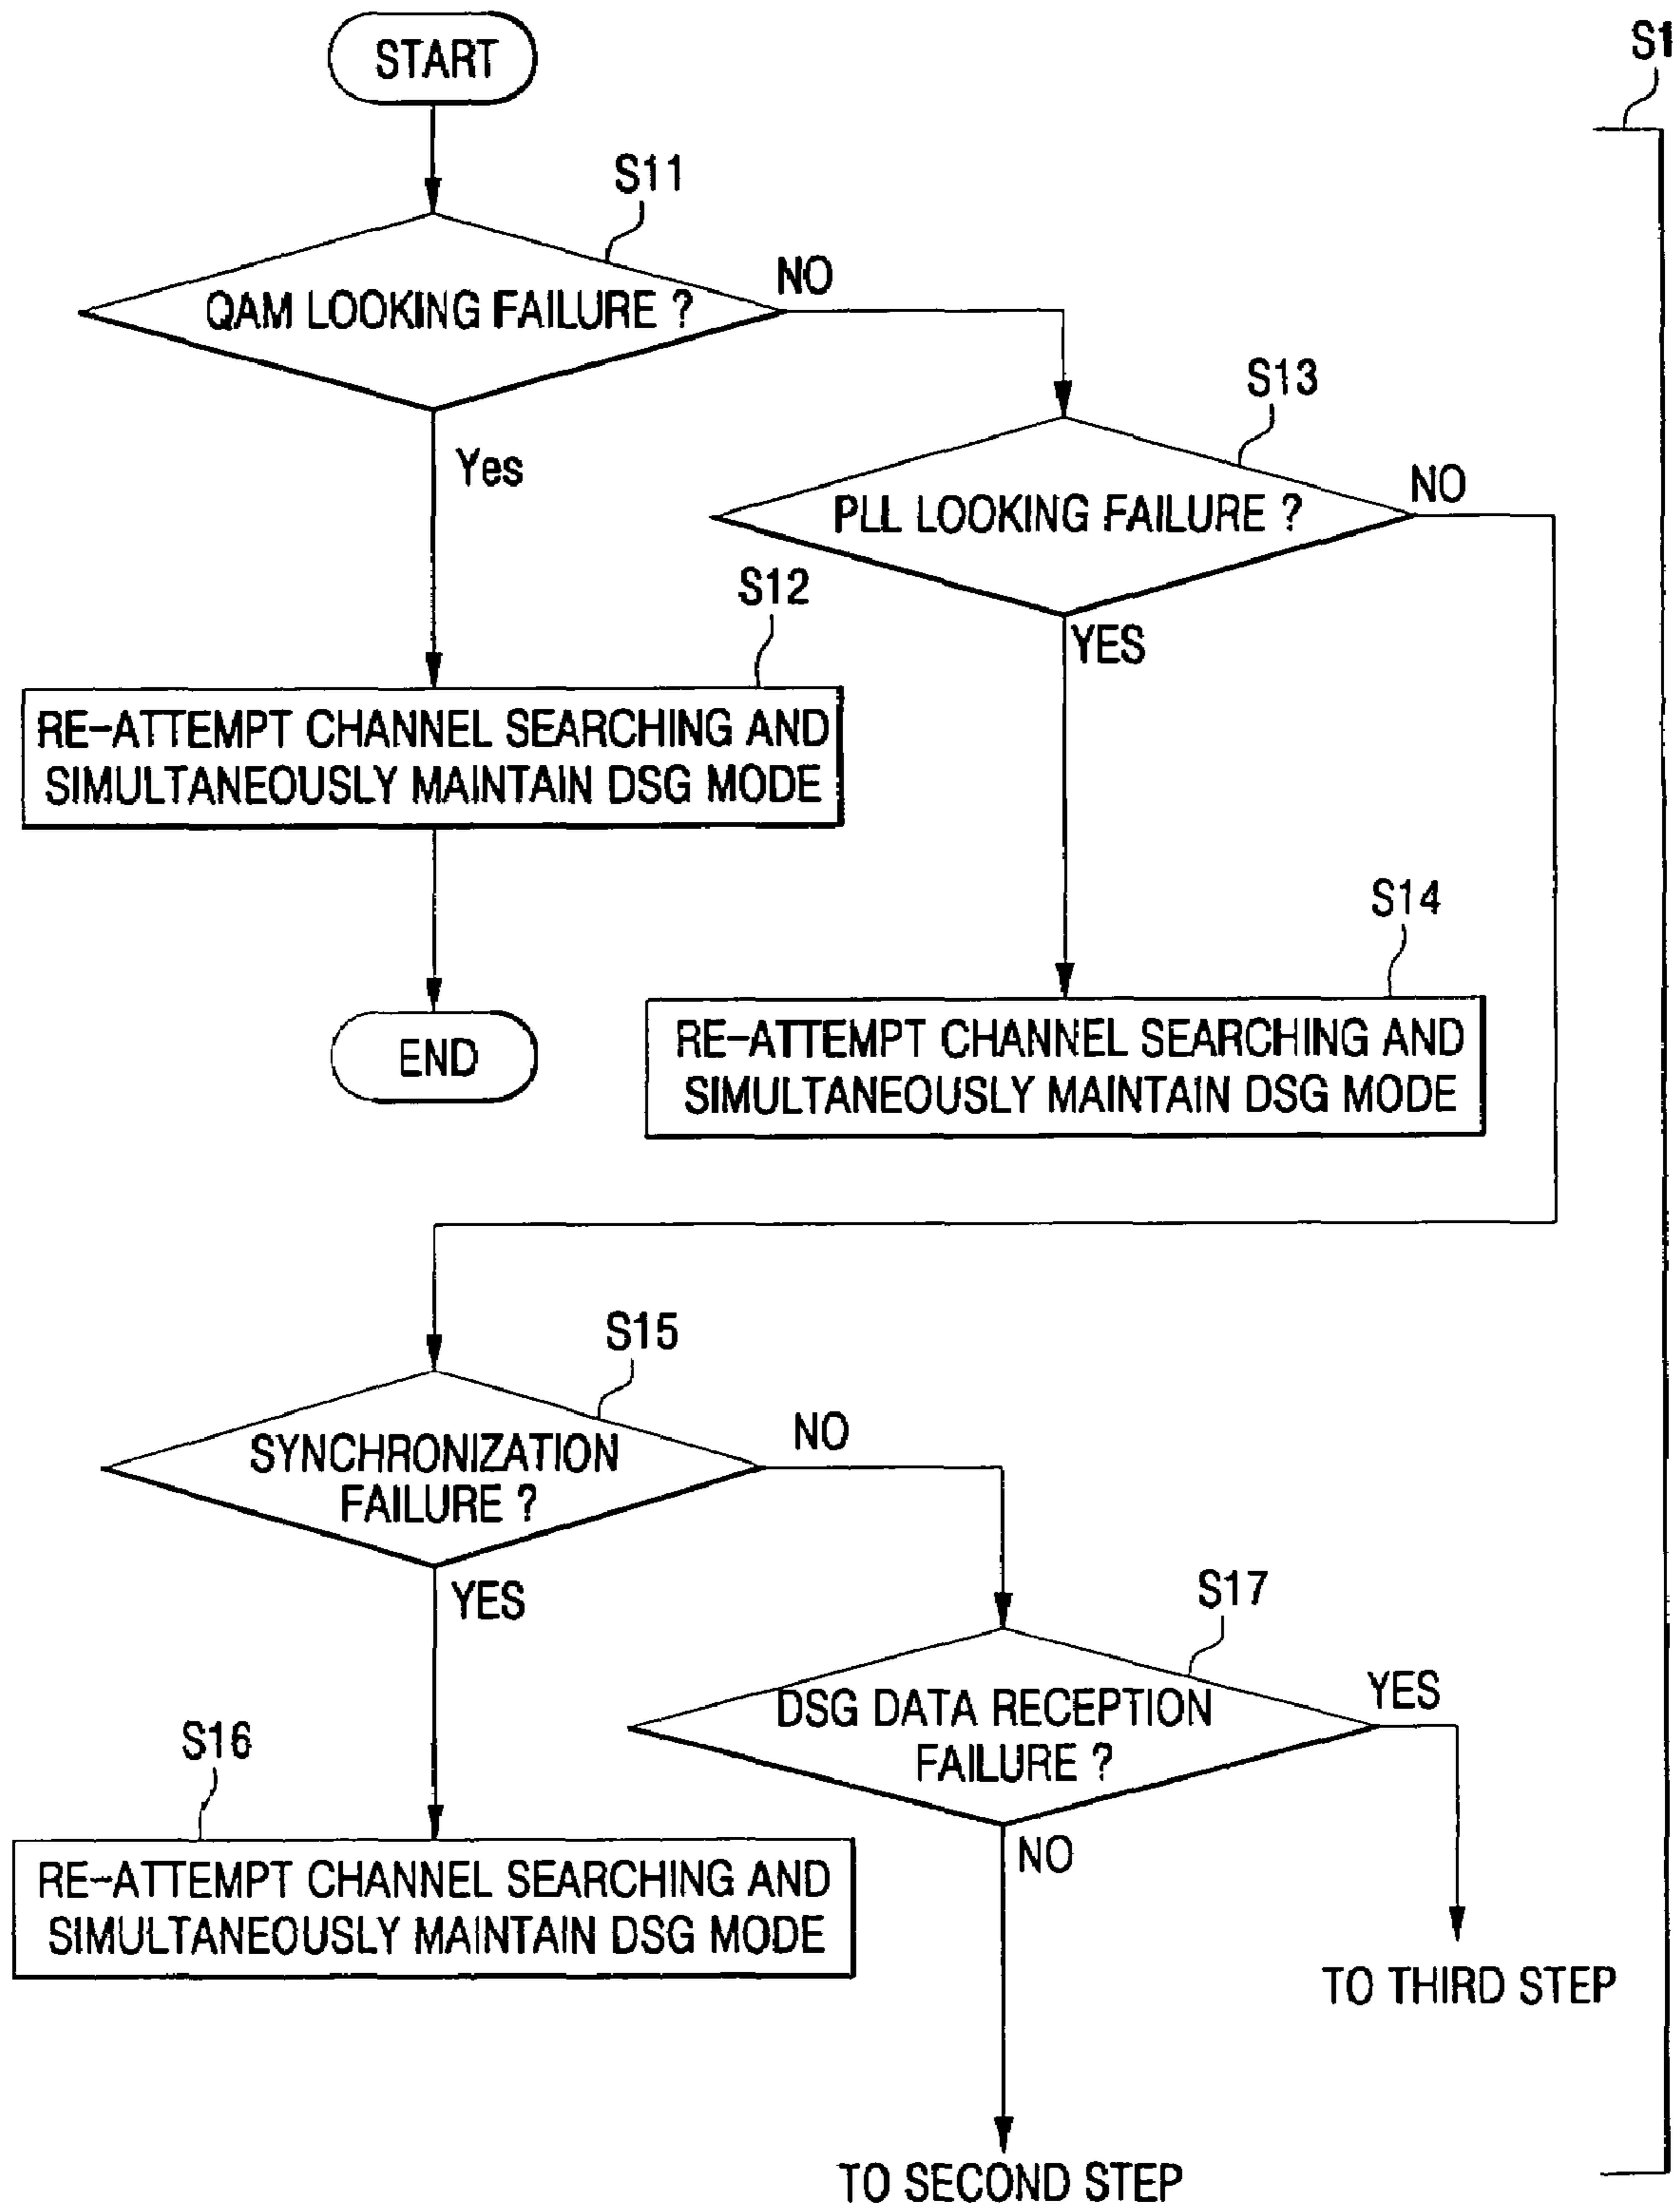 START
S1
S11
QAM LOOKING FAILURE ?
NO
Yes
S13
PLL LOOKING FAILURE ?
NO
YES
S12
RE-ATTEMPT CHANNEL SEARCHING AND
SIMULTANEOUSLY MAINTAIN DSG MODE
END
S14
RE-ATTEMPT CHANNEL SEARCHING AND
SIMULTANEOUSLY MAINTAIN DSG MODE
S15
SYNCHRONIZATION
FAILURE ?
NO
YES
S17
DSG DATA RECEPTION
FAILURE ?
YES
NO
S16
RE-ATTEMPT CHANNEL SEARCHING AND
SIMULTANEOUSLY MAINTAIN DSG MODE
TO THIRD STEP
TO SECOND STEP